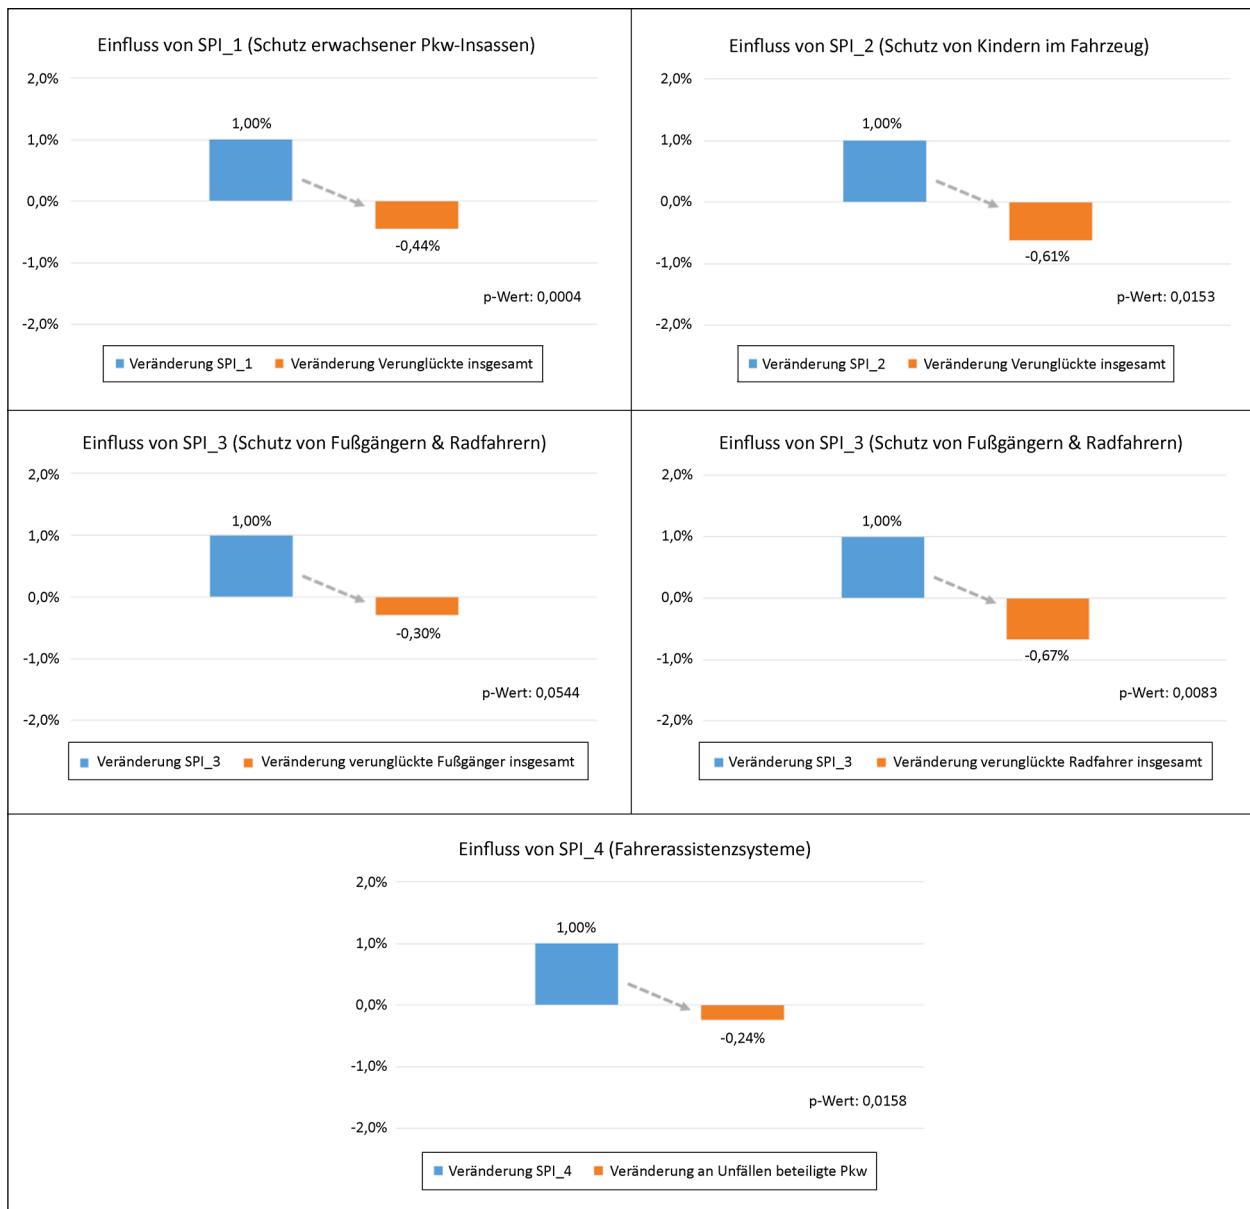 Einfluss von SPI_1 (Schutz erwachsener Pkw-Insassen)
2,0%
1,00%
1,0%
0,0%
-0,44%
-1,0%
p-Wert: 0,0004
-2,0%
Veränderung SPI_1 Veränderung Verunglückte insgesamt
Einfluss von SPI_2 (Schutz von Kindern im Fahrzeug)
2,0%
1,00%
1,0%
0,0%
-0,61%
-1,0%
p-Wert: 0,0153
-2,0%
Veränderung SPI_2 Veränderung Verunglückte insgesamt
Einfluss von SPI_3 (Schutz von Fußgängern & Radfahrern)
2,0%
1,00%
1,0%
0,0%
-0,30%
-1,0%
p-Wert: 0,0544
-2,0%
Veränderung SPI_3 Veränderung verunglückte Fußgänger insgesamt
Einfluss von SPI_3 (Schutz von Fußgängern & Radfahrern)
2,0%
1,00%
1,0%
0,0%
-0,67%
-1,0%
p-Wert: 0,0083
-2,0%
Veränderung SPI_3 Veränderung verunglückte Radfahrer insgesamt
Einfluss von SPI_4 (Fahrerassistenzsysteme)
2,0%
1,00%
1,0%
0,0%
-0,24%
-1,0%
p-Wert: 0,0158
-2,0%
Veränderung SPI_4 Veränderung an Unfällen beteiligte Pkw